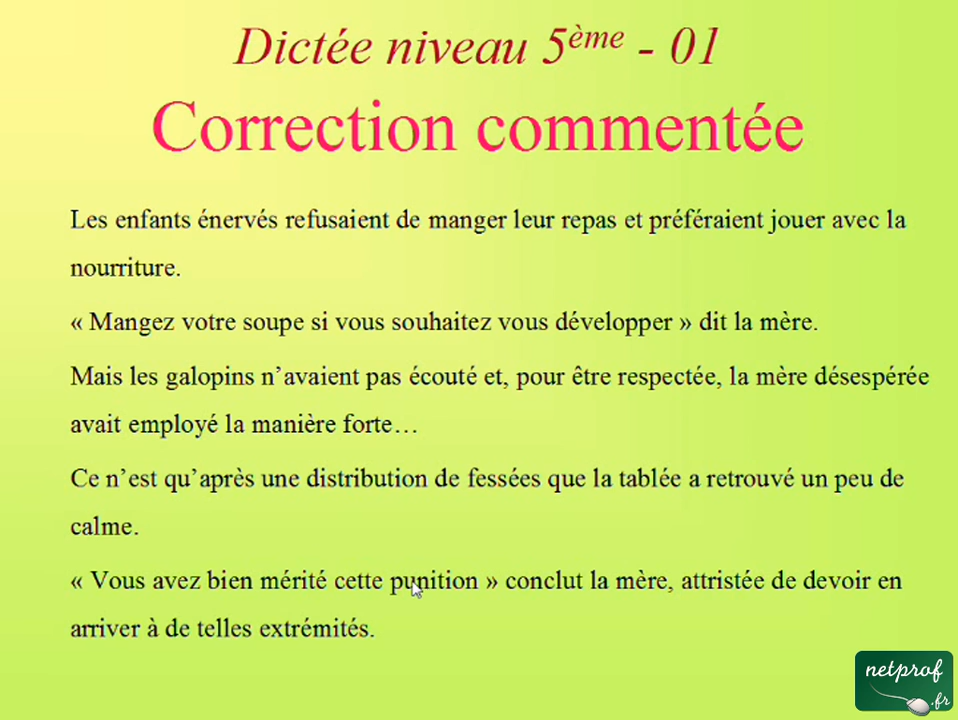 Dictée niveau 5ème - 01
Correction commentée
Les enfants énervés refusaient de manger leur repas et préféraient jouer avec la
nourriture.
« Mangez votre soupe si vous souhaitez vous développer » dit la mère.
Mais les galopins n’avaient pas écouté et, pour être respectée, la mère désespérée
avait employé la manière forte…
Ce n’est qu’après une distribution de fessées que la tablée a retrouvé un peu de
calme.
« Vous avez bien mérité cette punition » conclut la mère, attristée de devoir en
arriver à de telles extrémités.
netprof
.fr